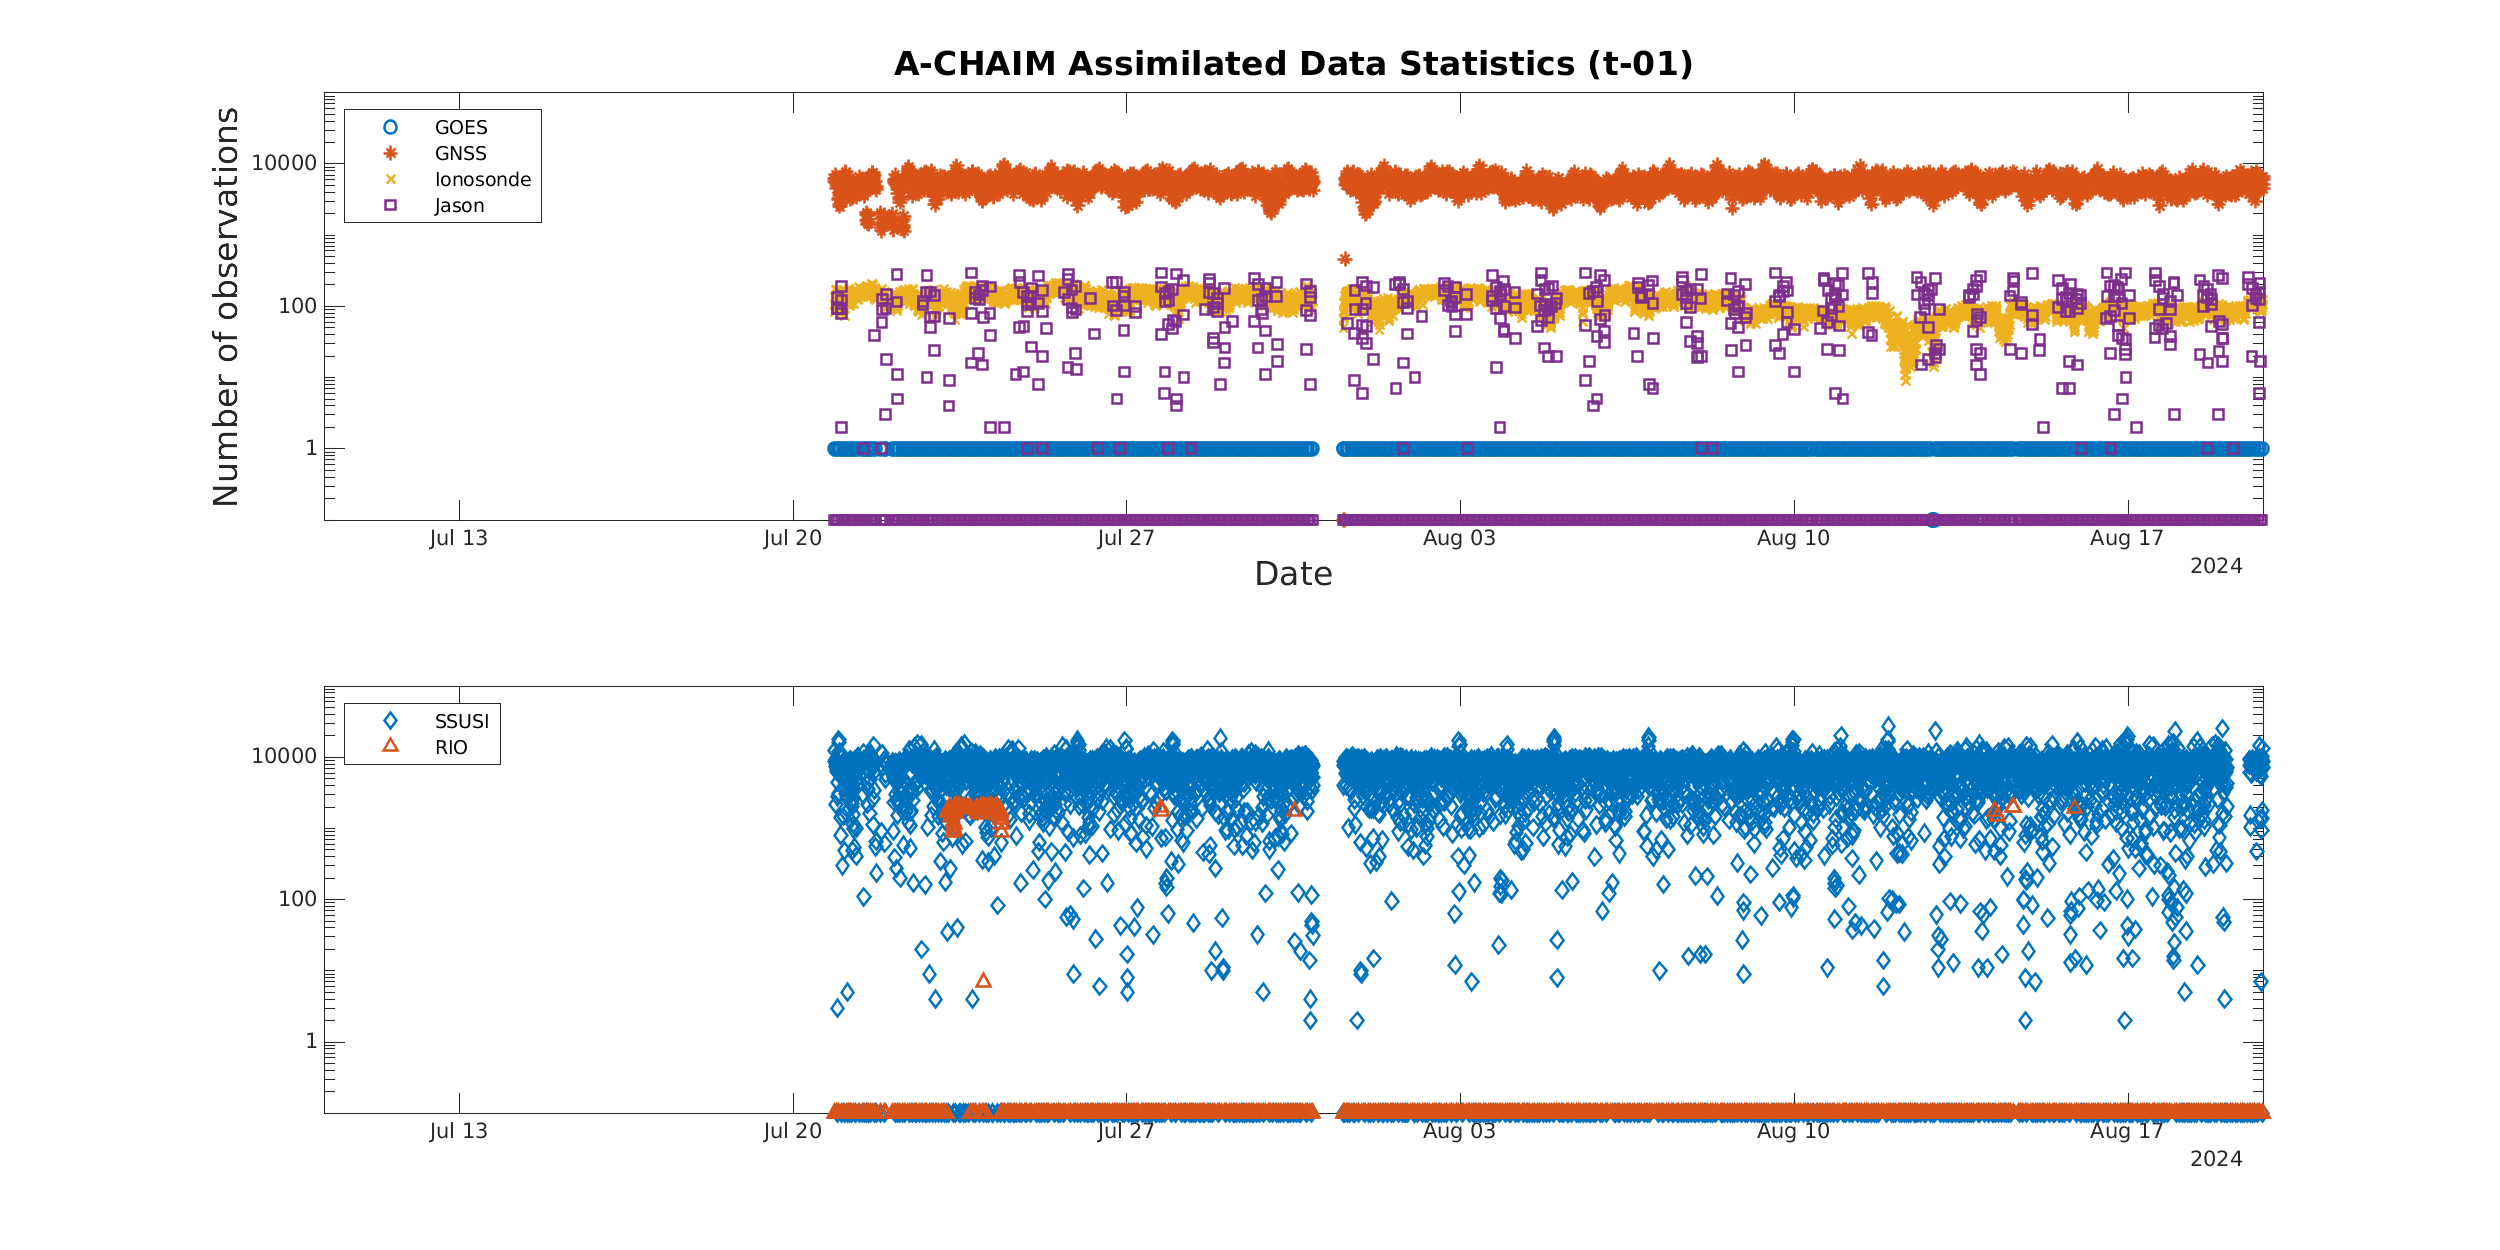 A-CHAIM Assimilated Data Statistics (t-01)
Number of observations
GOES
GNSS
Ionosonde
Jason
10000
100
1
Jul 13
Jul 20
Jul 27
Aug 03
Aug 10
Aug 17
2024
Date
SSUSI
RIO
10000
100
1
Jul 13
Jul 20
Jul 27
Aug 03
Aug 10
Aug 17
2024